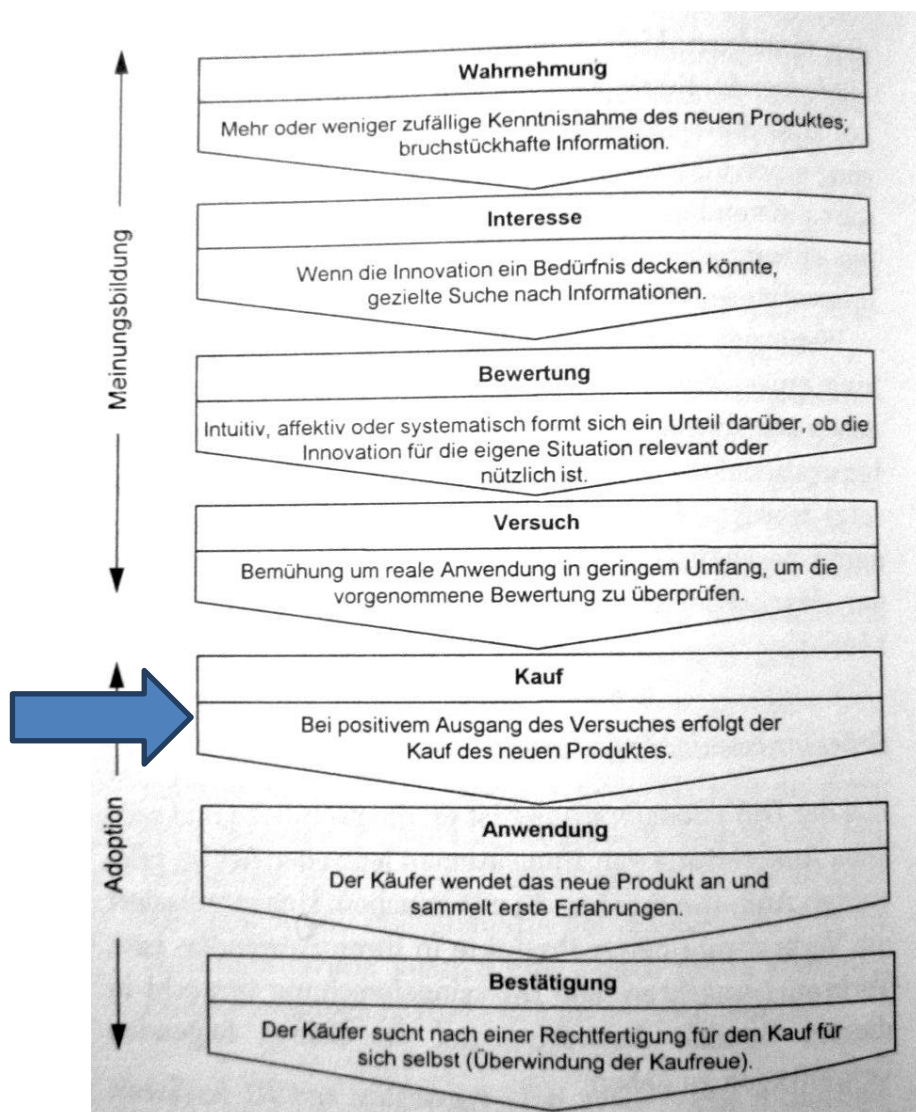 Wahrnehmung
Mehr oder weniger zufällige Kenntnisnahme des neuen Produktes;
bruchstückhafte Information.
Interesse
Wenn die Innovation ein Bedürfnis decken könnte,
gezielte Suche nach Informationen.
Bewertung
Intuitiv, affektiv oder systematisch formt sich ein Urteil darüber, ob die
Innovation für die eigene Situation relevant oder
nützlich ist.
Versuch
Bemühung um reale Anwendung in geringem Umfang, um die
vorgenommene Bewertung zu überprüfen.
Meinungsbildung
Kauf
Bei positivem Ausgang des Versuches erfolgt der
Kauf des neuen Produktes.
Anwendung
Der Käufer wendet das neue Produkt an und
sammelt erste Erfahrungen.
Bestätigung
Der Käufer sucht nach einer Rechtfertigung für den Kauf für
sich selbst (Überwindung der Kaufreue).
Adoption